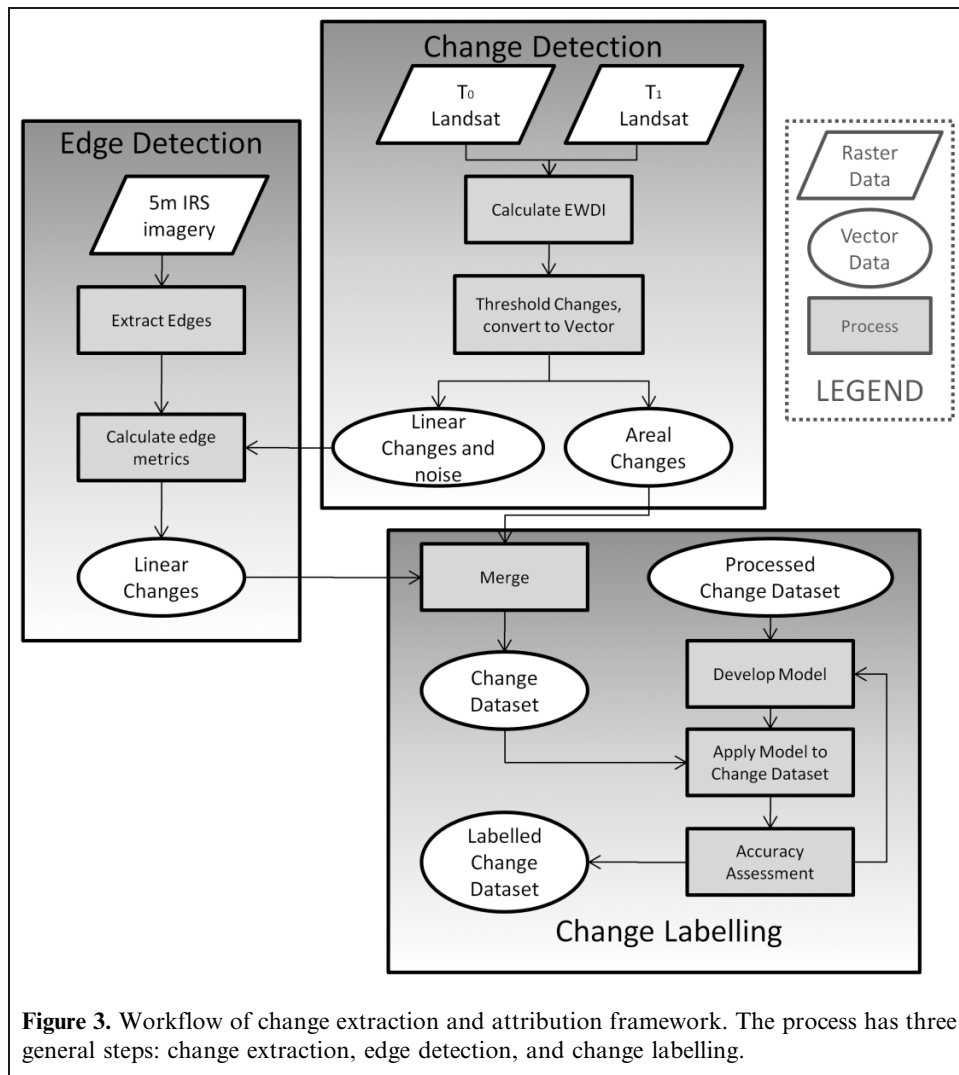 Change Detection
T0
Landsat
T1
Landsat
Calculate EWDI
Threshold Changes,
convert to Vector
Linear
Changes and
noise
Areal
Changes
Edge Detection
5m IRS
imagery
Extract Edges
Calculate edge
metrics
Linear
Changes
Raster
Data
Vector
Data
Process
LEGEND
Merge
Change
Dataset
Processed
Change Dataset
Develop Model
Apply Model to
Change Dataset
Accuracy
Assessment
Labelled
Change
Dataset
Change Labelling
Figure 3. Workflow of change extraction and attribution framework. The process has three
general steps: change extraction, edge detection, and change labelling.